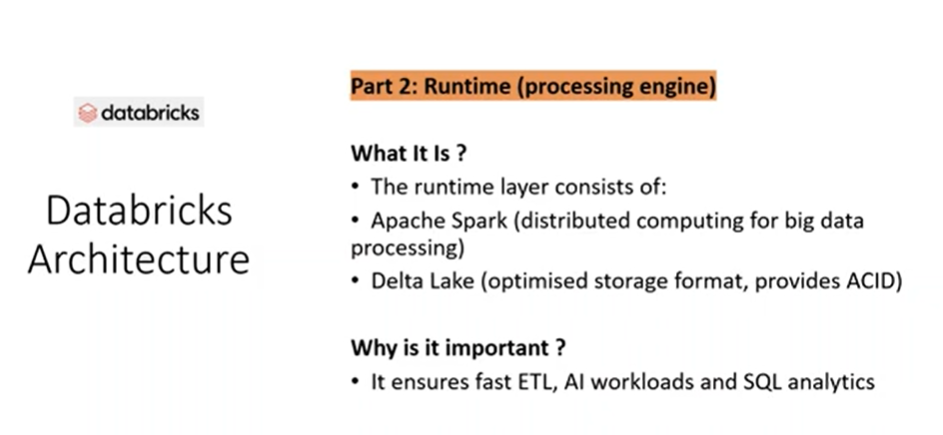 databricks
Databricks
Architecture
Part 2: Runtime (processing engine)
What It Is ?
• The runtime layer consists of:
• Apache Spark (distributed computing for big data
processing)
• Delta Lake (optimised storage format, provides ACID)
Why is it important ?
• It ensures fast ETL, AI workloads and SQL analytics